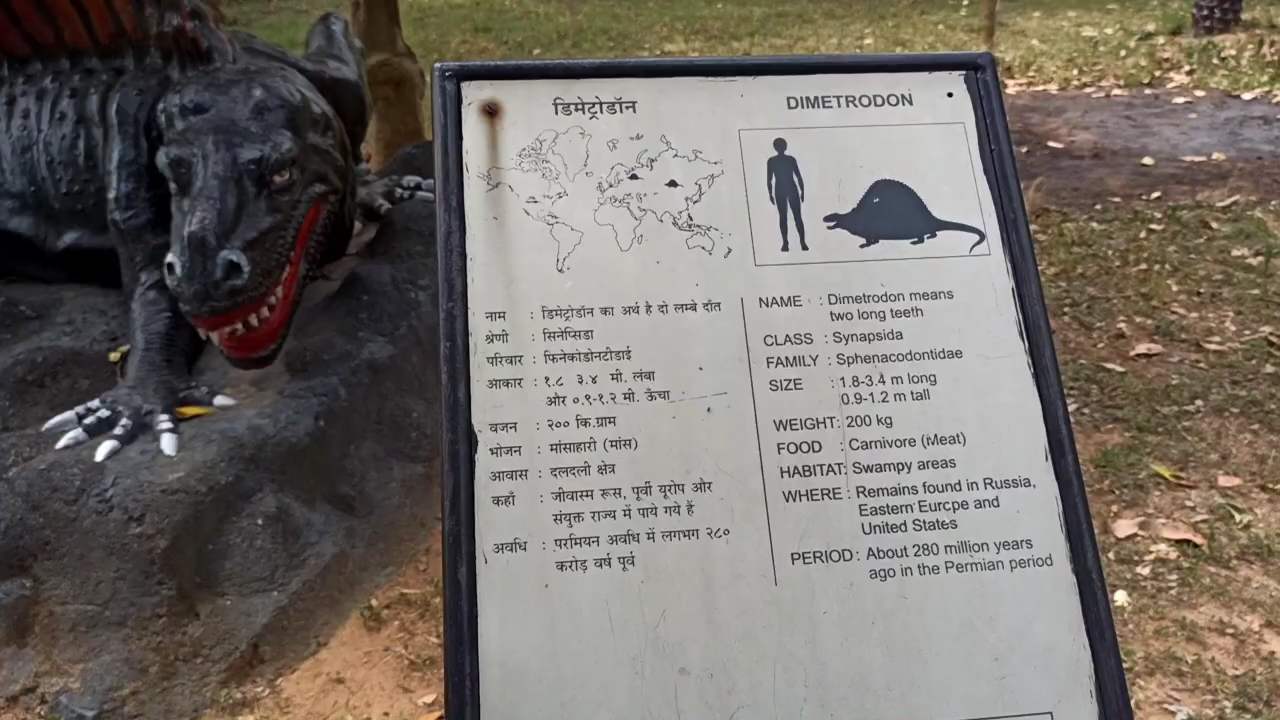 डिमेट्रोडॉन
नाम : डिमेट्रोडॉन का अर्थ है दो लम्बे दाँत
श्रेणी : सिनेप्सिडा
परिवार : फिनेकोडोनटीडाई
आकार : १.८ ३.४ मी. लंबा
और ०.९-१.२ मी. ऊँचा
वजन : २०० कि.ग्राम
भोजन : मांसाहारी (मांस)
आवास : दलदली क्षेत्र
कहाँ : जीवास्म रूस, पूर्वी यूरोप और
संयुक्त राज्य में पाये गये हैं
अवधि : परमियन अवधि में लगभग २८०
करोड़ वर्ष पूर्व
DIMETRODON
NAME : Dimetrodon means
two long teeth
CLASS : Synapsida
FAMILY : Sphenacodontidae
SIZE : 1.8-3.4 m long
0.9-1.2 m tall
WEIGHT: 200 kg
FOOD : Carnivore (Meat)
HABITAT: Swampy areas
WHERE : Remains found in Russia,
Eastern Europe and
United States
PERIOD: About 280 million years
ago in the Permian period